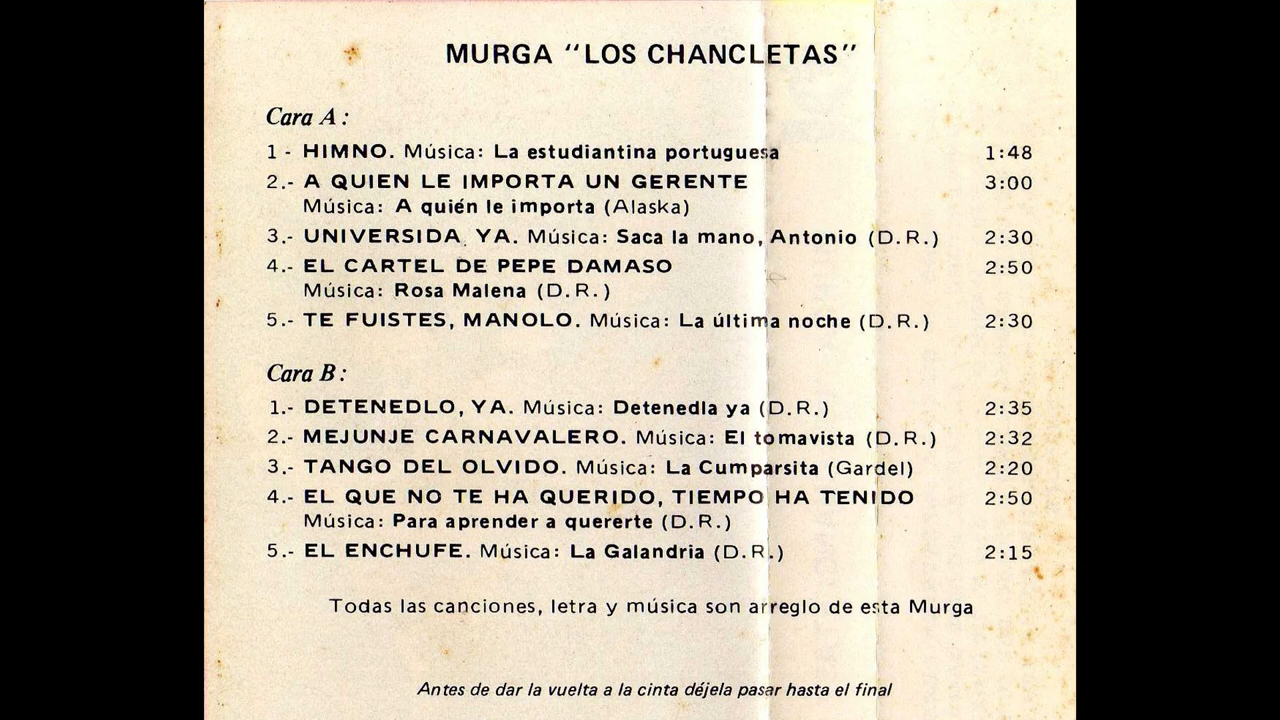 MURGA “LOS CHANCLETAS”
Cara A:
1 - HIMNO. Música: La estudiantina portuguesa 1:48
2.- A QUIEN LE IMPORTA UN GERENTE 3:00
Música: A quién le importa (Alaska)
3.- UNIVERSIDA, YA. Música: Saca la mano, Antonio (D.R.) 2:30
4.- EL CARTEL DE PEPE DAMASO 2:50
Música: Rosa Malena (D.R.)
5.- TE FUISTES, MANOLO. Música: La última noche (D.R.) 2:30
Cara B:
1.- DETENEDLO, YA. Música: Detenedla ya (D.R.) 2:35
2.- MEJUNJE CARNAVALERO. Música: El tomavista (D.R.) 2:32
3.- TANGO DEL OLVIDO. Música: La Cumparsita (Gardel) 2:20
4.- EL QUE NO TE HA QUERIDO, TIEMPO HA TENIDO 2:50
Música: Para aprender a quererte (D.R.)
5.- EL ENCHUFE. Música: La Galandria (D.R.) 2:15
Todas las canciones, letra y música son arreglo de esta Murga
Antes de dar la vuelta a la cinta déjela pasar hasta el final